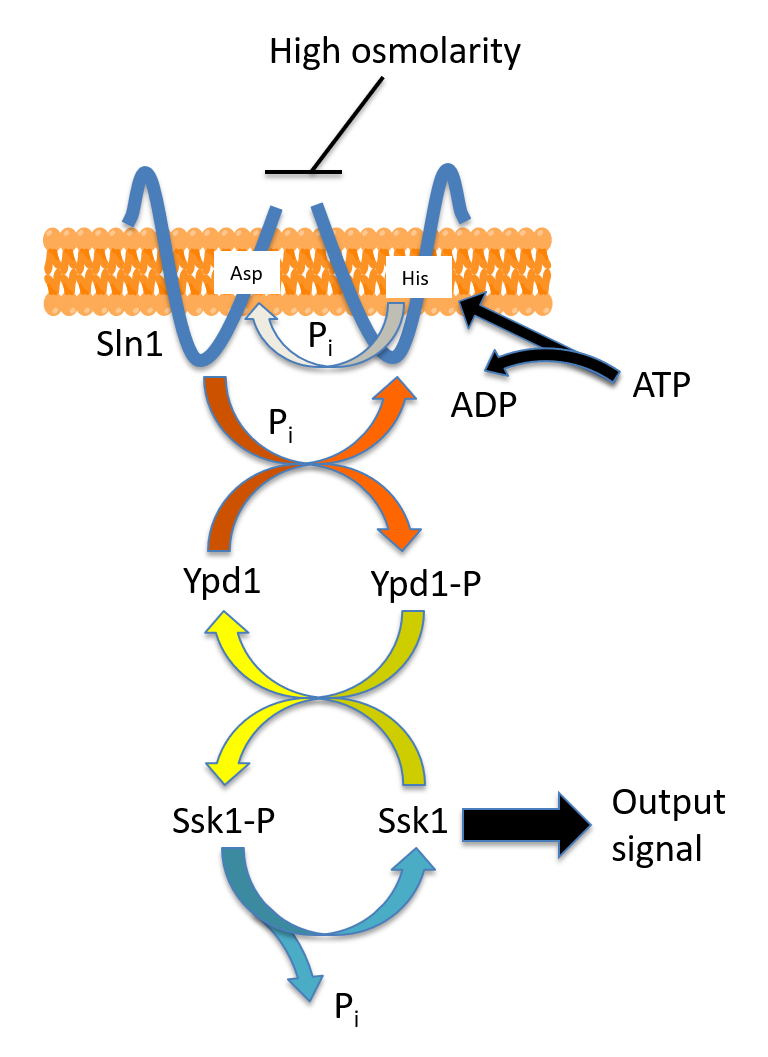 High osmolarity
Asp
His
Sln1
Pi
ATP
ADP
Pi
Ypd1
Ypd1-P
Ssk1-P
Ssk1
Output
signal
Pi